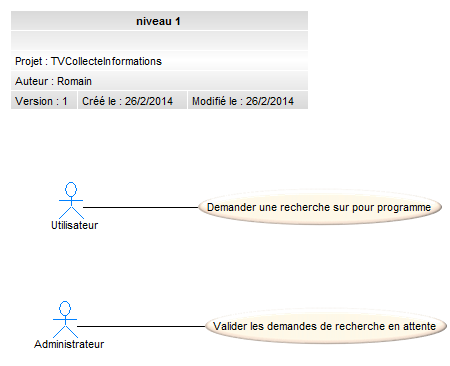 niveau 1
Projet : TVCollecteInformations
Auteur : Romain
Version : 1 Créé le : 26/2/2014 Modifié le : 26/2/2014
Demander une recherche sur pour programme
Utilisateur
Valider les demandes de recherche en attente
Administrateur